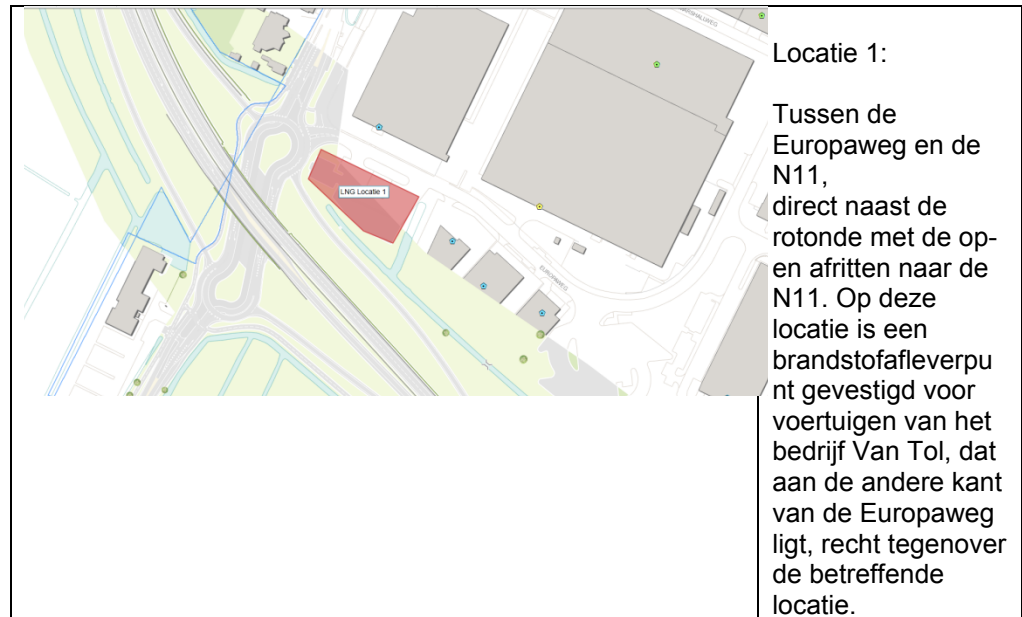 EUROPAWEG
LNG Locatie 1
EUROPAWEG
Locatie 1:
Tussen de
Europaweg en de
N11,
direct naast de
rotonde met de op-
en afritten naar de
N11. Op deze
locatie is een
brandstofafleverpu
nt gevestigd voor
voertuigen van het
bedrijf Van Tol, dat
aan de andere kant
van de Europaweg
ligt, recht tegenover
de betreffende
locatie.